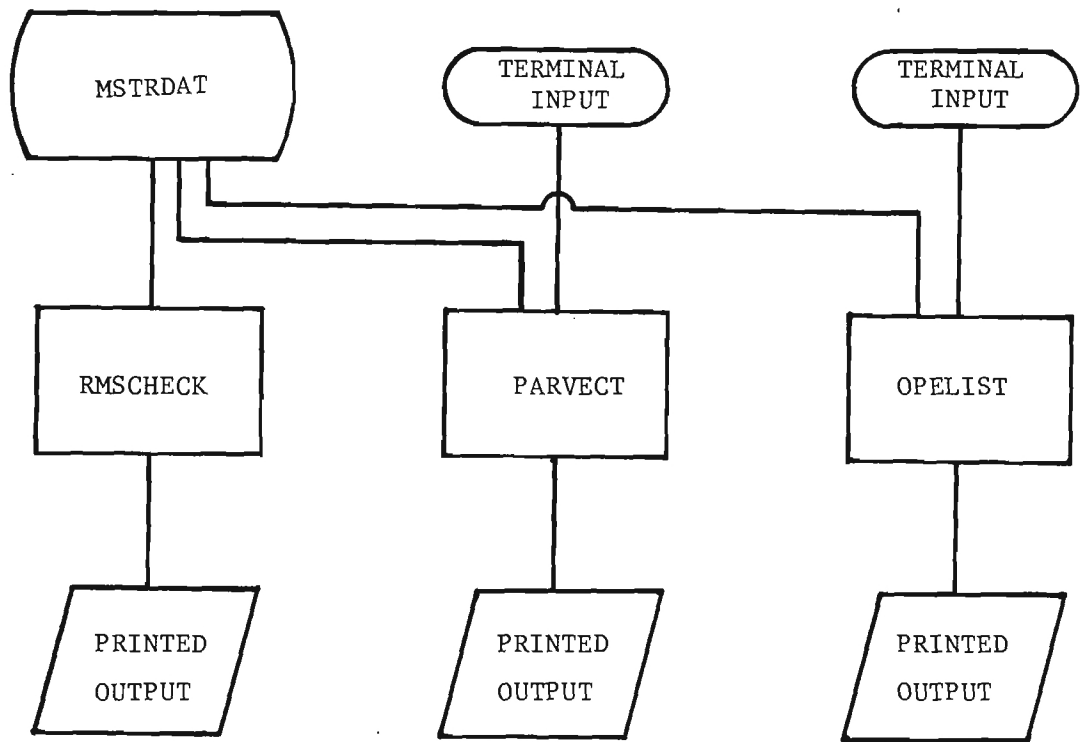 MSTRDAT
TERMINAL
INPUT
TERMINAL
INPUT
RMSCHECK
PARVECT
OPELIST
PRINTED
OUTPUT
PRINTED
OUTPUT
PRINTED
OUTPUT